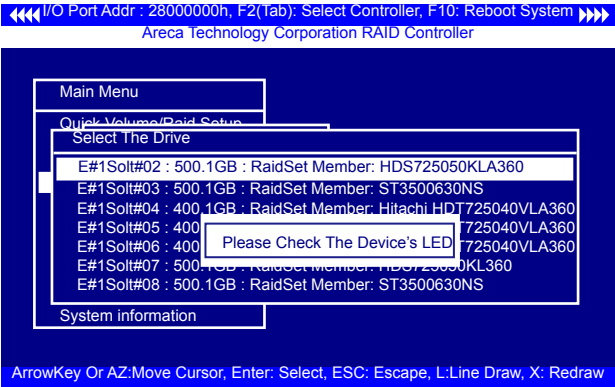 I/O Port Addr : 28000000h, F2(Tab): Select Controller, F10: Reboot System
Areca Technology Corporation RAID Controller
Main Menu
Quick Volume/Raid Setup
Select The Drive
E#1Solt#02 : 500.1GB : RaidSet Member: HDS725050KLA360
E#1Solt#03 : 500.1GB : RaidSet Member: ST3500630NS
E#1Solt#04 : 400.1GB : RaidSet Member: Hitachi HDT725040VLA360
E#1Solt#05 : 400 T725040VLA360
Please Check The Device's LED
E#1Solt#06 : 400 T725040VLA360
E#1Solt#07 : 500.1GB : RaidSet Member: HDS725050KL360
E#1Solt#08 : 500.1GB : RaidSet Member: ST3500630NS
System information
ArrowKey Or AZ:Move Cursor, Enter: Select, ESC: Escape, L:Line Draw, X: Redraw